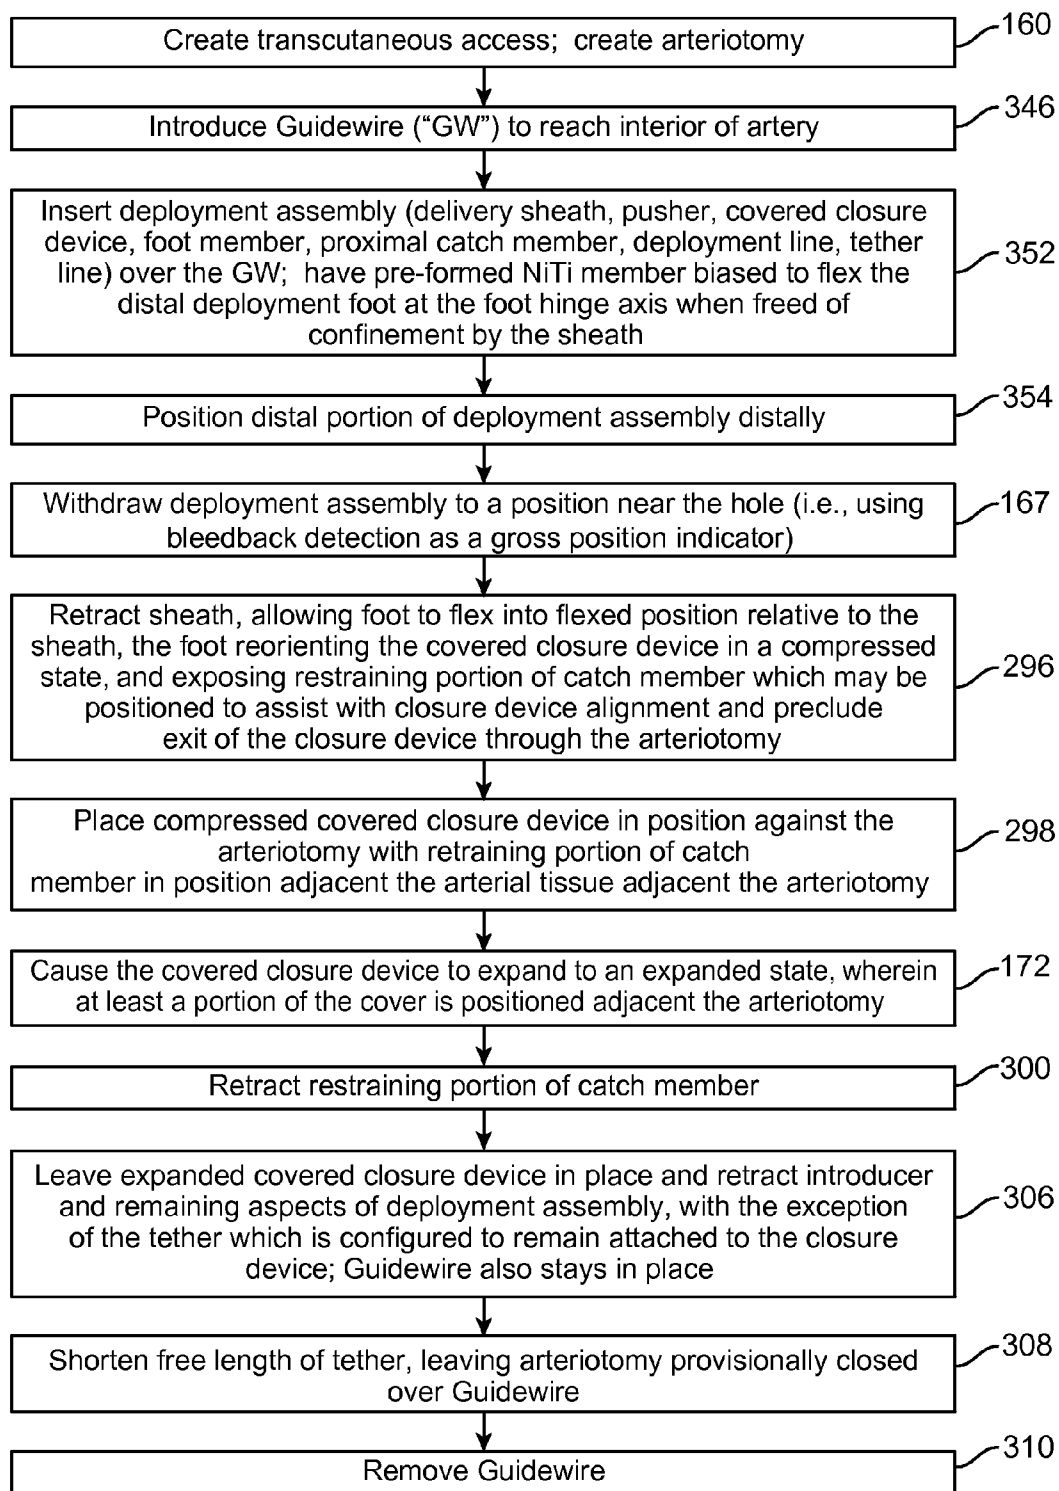 Create transcutaneous access; create arteriotomy
160
Introduce Guidewire ("GW") to reach interior of artery
346
Insert deployment assembly (delivery sheath, pusher, covered closure
device, foot member, proximal catch member, deployment line, tether
line) over the GW; have pre-formed NiTi member biased to flex the
distal deployment foot at the foot hinge axis when freed of
confinement by the sheath
352
Position distal portion of deployment assembly distally
354
Withdraw deployment assembly to a position near the hole (i.e., using
bleedback detection as a gross position indicator)
167
Retract sheath, allowing foot to flex into flexed position relative to the
sheath, the foot reorienting the covered closure device in a compressed
state, and exposing restraining portion of catch member which may be
positioned to assist with closure device alignment and preclude
exit of the closure device through the arteriotomy
296
Place compressed covered closure device in position against the
arteriotomy with retraining portion of catch
member in position adjacent the arterial tissue adjacent the arteriotomy
298
Cause the covered closure device to expand to an expanded state, wherein
at least a portion of the cover is positioned adjacent the arteriotomy
172
Retract restraining portion of catch member
300
Leave expanded covered closure device in place and retract introducer
and remaining aspects of deployment assembly, with the exception
of the tether which is configured to remain attached to the closure
device; Guidewire also stays in place
306
Shorten free length of tether, leaving arteriotomy provisionally closed
over Guidewire
308
Remove Guidewire
310